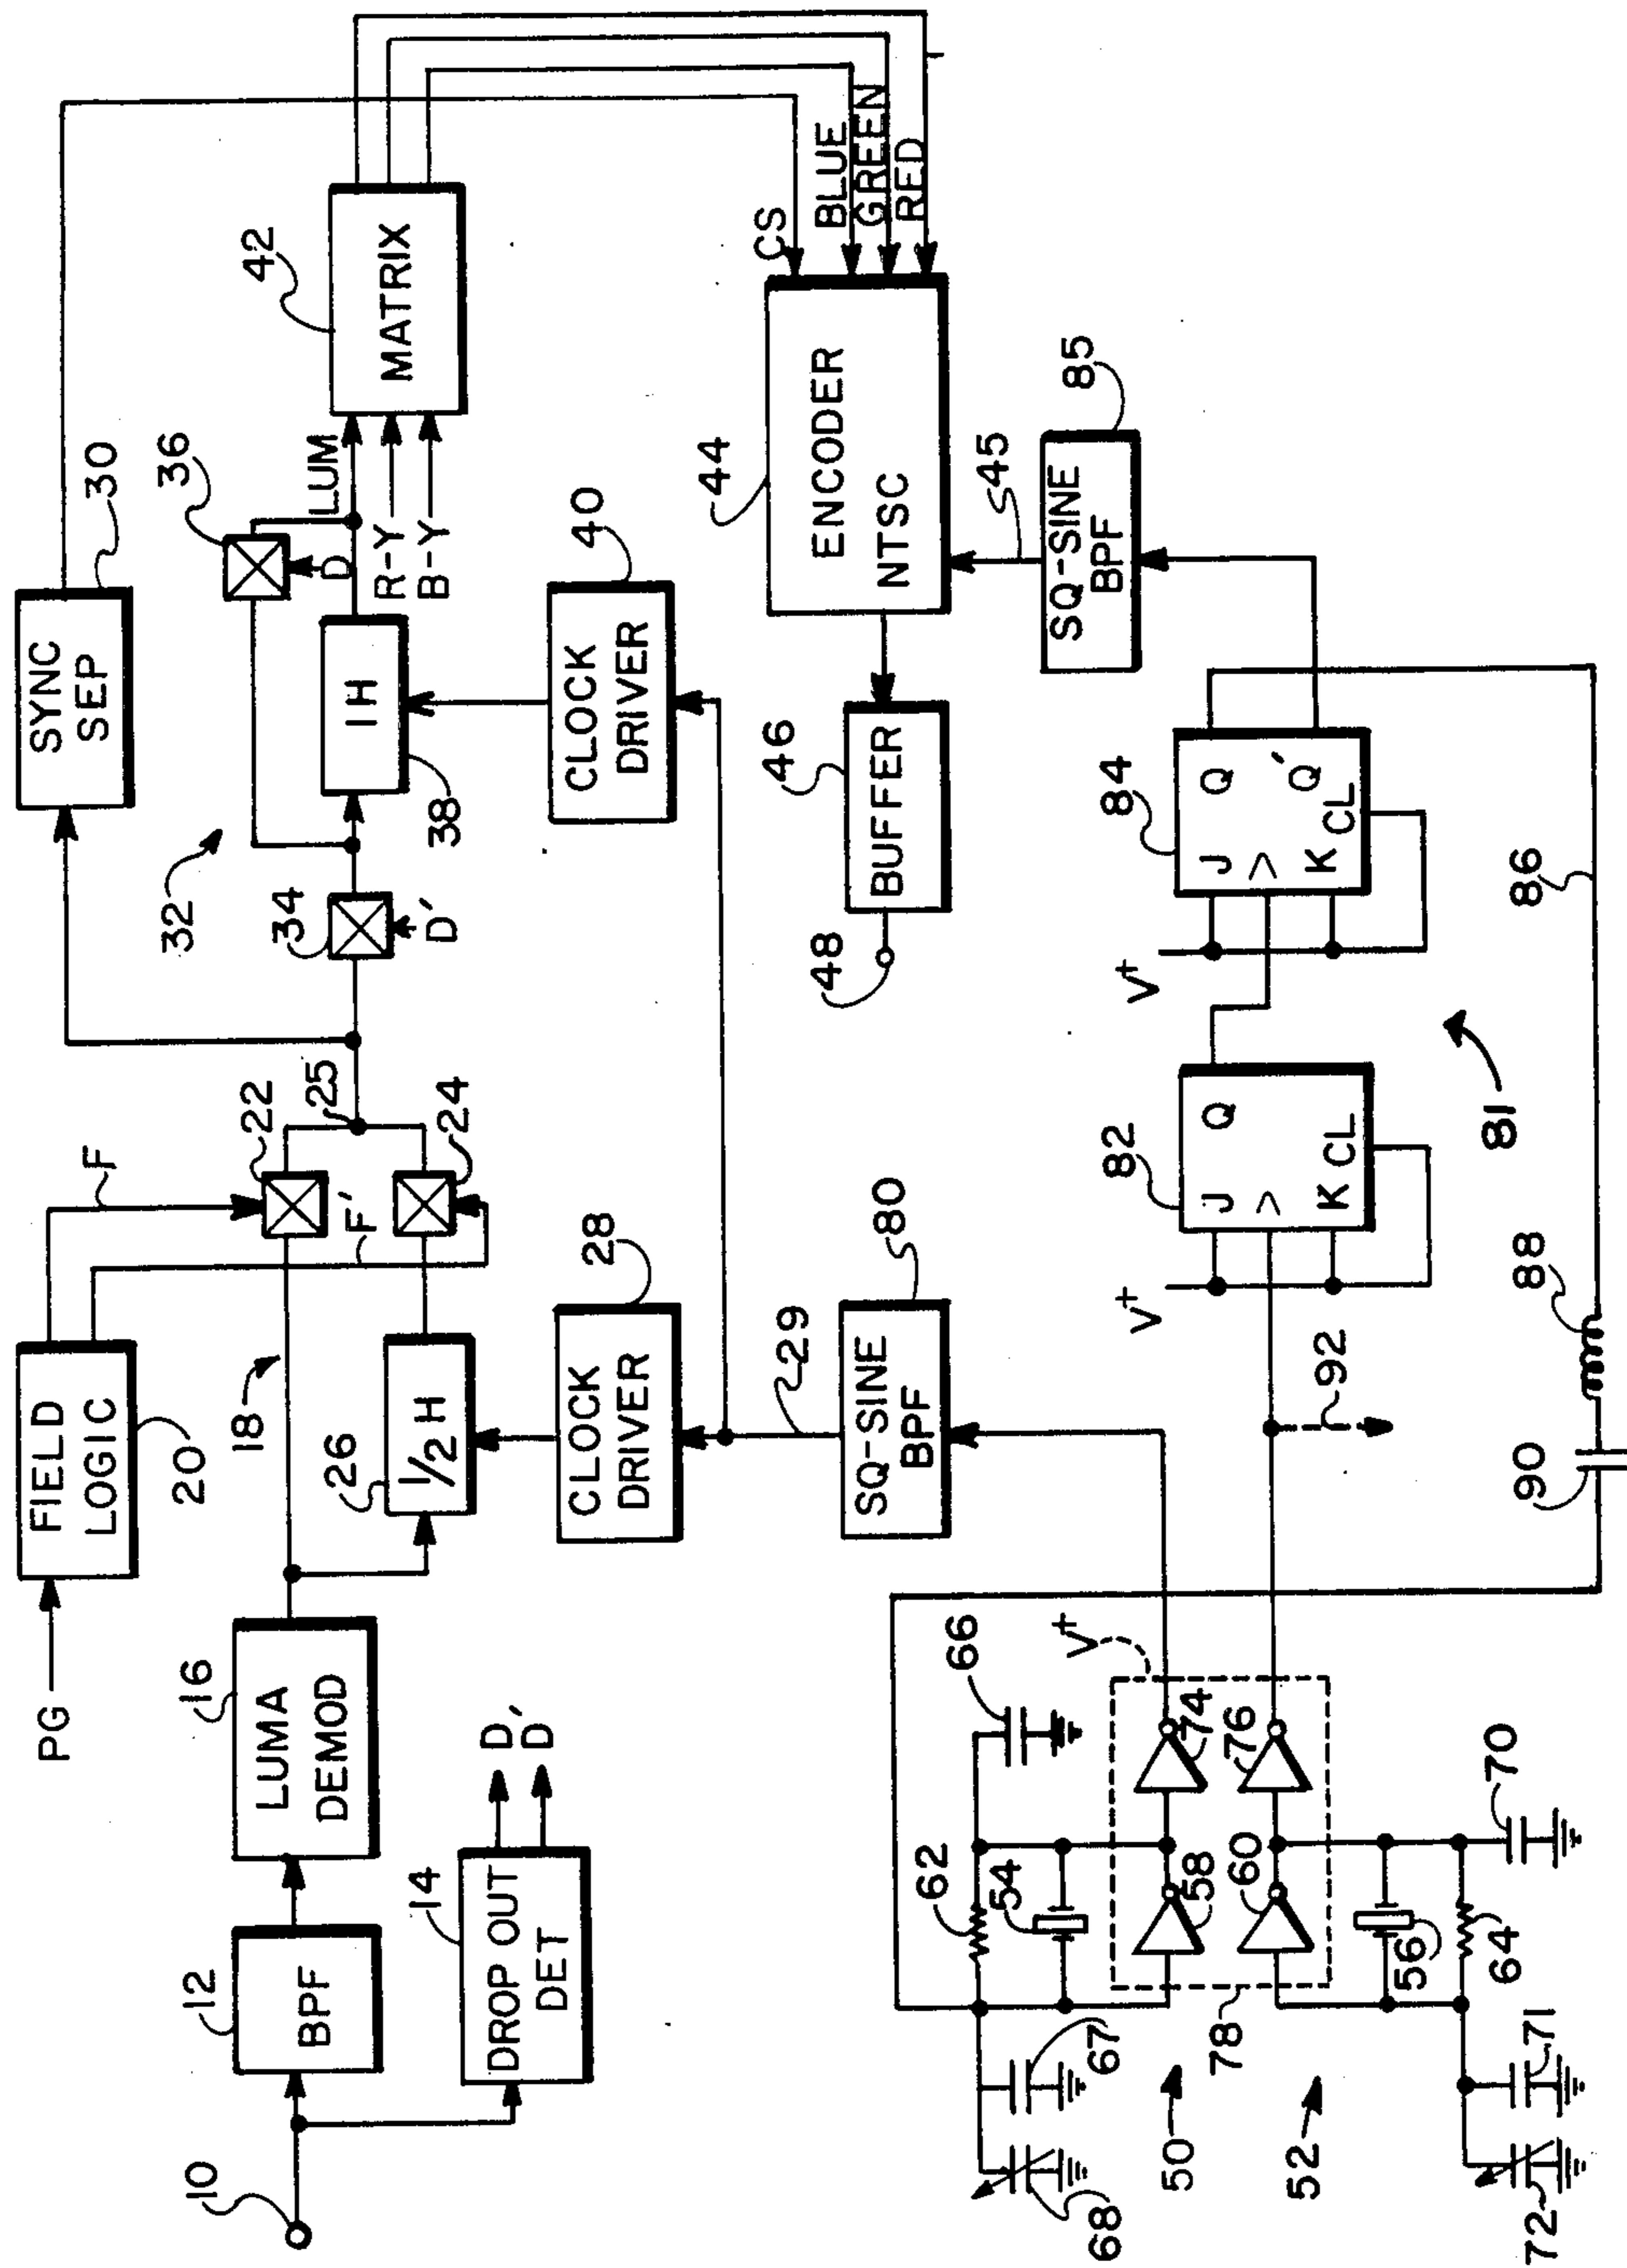 PG
FIELD
LOGIC
20
F
F'
10
12
BPF
16
LUMA
DEMOD
18
22
25
24
26
1/2 H
14
DROP OUT
DET
D
D'
28
CLOCK
DRIVER
29
SYNC
SEP
30
32
34
D'
36
D
LUM
R-Y
B-Y
1H
38
40
CLOCK
DRIVER
42
MATRIX
CS
BLUE
GREEN
RED
44
ENCODER
NTSC
45
46
BUFFER
48
80
SQ-SINE
BPF
85
SQ-SINE
BPF
66
V+
62
54
58
74
60
76
78
56
64
70
67
68
50
52
71
72
V+
82
J
Q
>
K
CL
92
81
V+
84
J
Q
>
Q'
K
CL
86
88
90